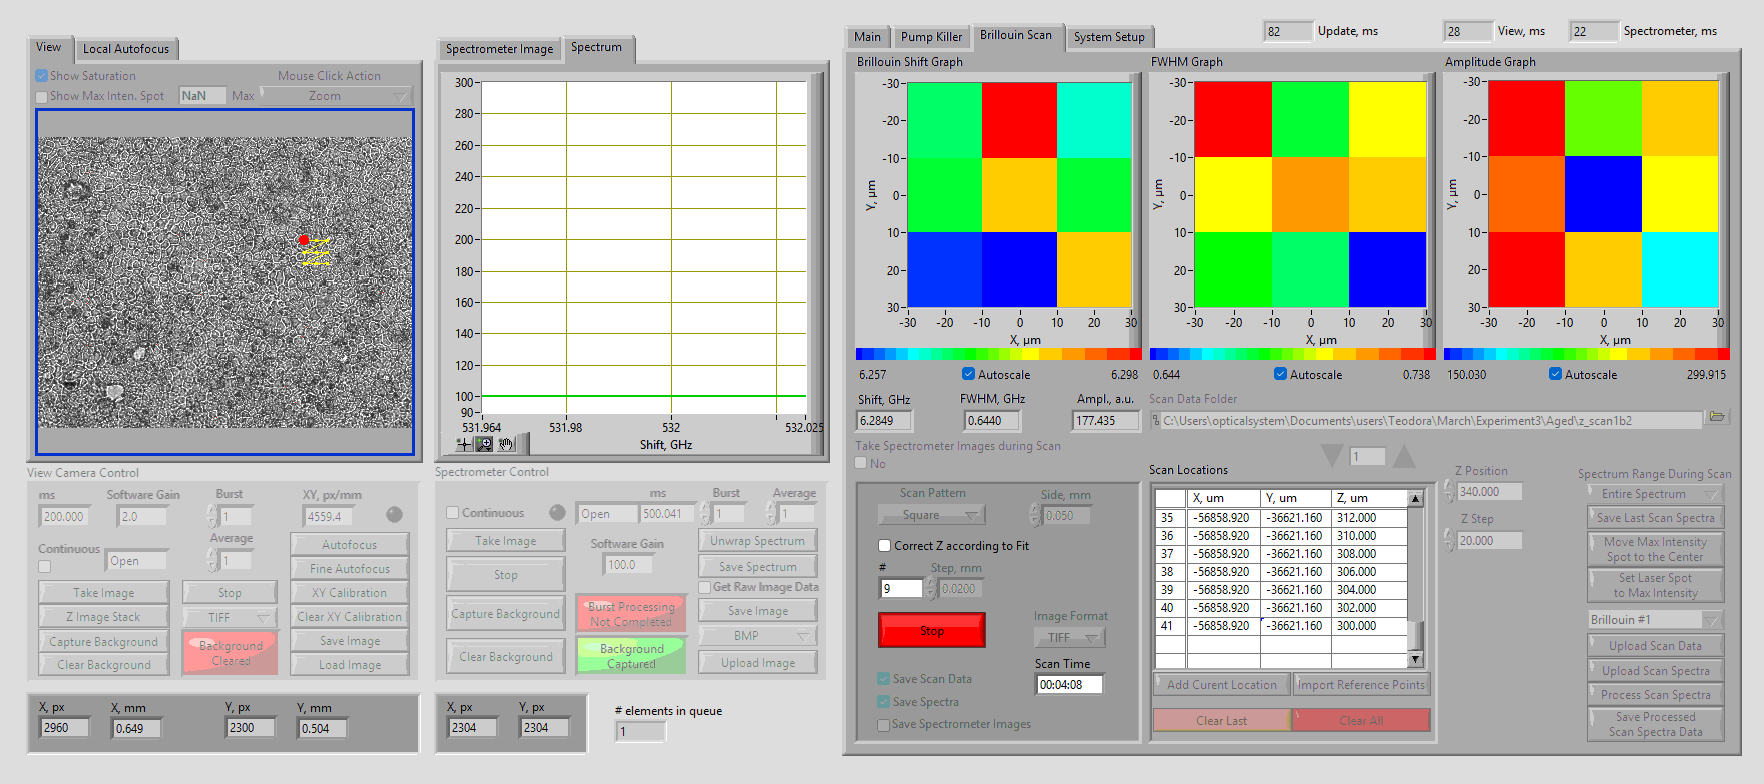 View
Local Autofocus
Show Saturation
Mouse Click Action
Show Max Inten. Spot
NaN
Max
Zoom
Spectrometer Image
Spectrum
300
280
260
240
220
200
180
160
140
120
100
90
531.964
531.98
532
532.025
Shift, GHz
Main
Pump Killer
Brillouin Scan
System Setup
82
Update, ms
28
View, ms
22
Spectrometer, ms
Brillouin Shift Graph
-30
-20
-10
0
10
20
30
Y, µm
-30 -20 -10 0 10 20 30
X, µm
6.257
Autoscale
6.298
FWHM Graph
-30
-20
-10
0
10
20
30
Y, µm
-30 -20 -10 0 10 20 30
X, µm
0.644
Autoscale
0.738
Amplitude Graph
-30
-20
-10
0
10
20
30
Y, µm
-30 -20 -10 0 10 20 30
X, µm
150.030
Autoscale
299.915
Shift, GHz
6.2849
FWHM, GHz
0.6440
Ampl., a.u.
177.435
Scan Data Folder
C:\Users\opticalsystem\Documents\users\Teodora\March\Experiment3\Aged\z_scan1b2
Take Spectrometer Images during Scan
No
1
View Camera Control
ms
200.000
Software Gain
2.0
Burst
1
XY, px/mm
4559.4
Average
1
Continuous
Open
Autofocus
Fine Autofocus
Take Image
Stop
XY Calibration
Z Image Stack
TIFF
Clear XY Calibration
Capture Background
Background
Cleared
Save Image
Clear Background
Load Image
Spectrometer Control
Continuous
Open
ms
500.041
Burst
1
Average
1
Take Image
Software Gain
100.0
Unwrap Spectrum
Stop
Save Spectrum
Get Raw Image Data
Capture Background
Burst Processing
Not Completed
Save Image
BMP
Clear Background
Background
Captured
Upload Image
X, px
2960
X, mm
0.649
Y, px
2300
Y, mm
0.504
X, px
2304
Y, px
2304
# elements in queue
1
Scan Pattern
Square
Side, mm
0.050
Correct Z according to Fit
#
9
Step, mm
0.0200
Stop
Image Format
TIFF
Scan Time
00:04:08
Save Scan Data
Save Spectra
Save Spectrometer Images
Scan Locations
X, um Y, um Z, um
35 -56858.920 -36621.160 312.000
36 -56858.920 -36621.160 310.000
37 -56858.920 -36621.160 308.000
38 -56858.920 -36621.160 306.000
39 -56858.920 -36621.160 304.000
40 -56858.920 -36621.160 302.000
41 -56858.920 -36621.160 300.000
Add Curent Location
Import Reference Points
Clear Last
Clear All
Z Position
340.000
Z Step
20.000
Spectrum Range During Scan
Entire Spectrum
Save Last Scan Spectra
Move Max Intensity
Spot to the Center
Set Laser Spot
to Max Intensity
Brillouin #1
Upload Scan Data
Upload Scan Spectra
Process Scan Spectra
Save Processed
Scan Spectra Data